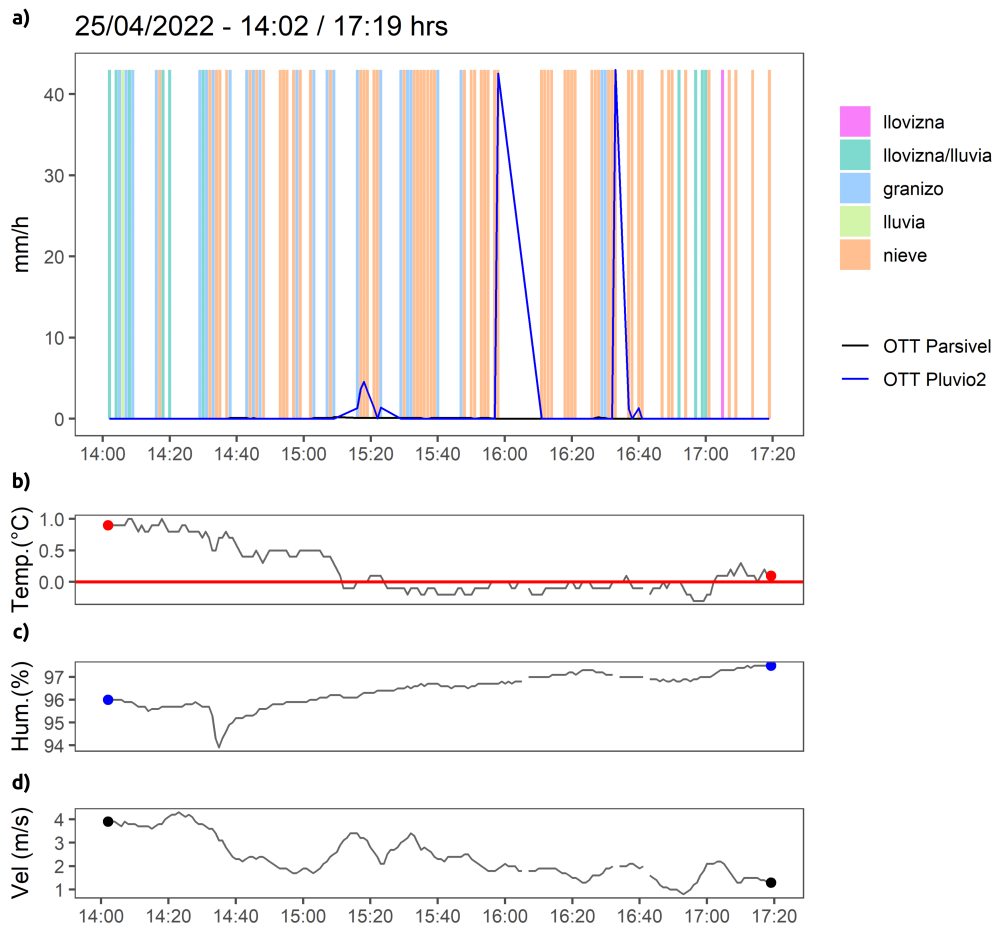 a)
25/04/2022 - 14:02 / 17:19 hrs
mm/h
40
30
20
10
0
14:00 14:20 14:40 15:00 15:20 15:40 16:00 16:20 16:40 17:00 17:20
llovizna
llovizna/lluvia
granizo
lluvia
nieve
OTT Parsivel
OTT Pluvio2
b)
Temp.(°C)
1.0
0.5
0.0
c)
Hum.(%)
97
96
95
94
d)
Vel (m/s)
4
3
2
1
14:00 14:20 14:40 15:00 15:20 15:40 16:00 16:20 16:40 17:00 17:20